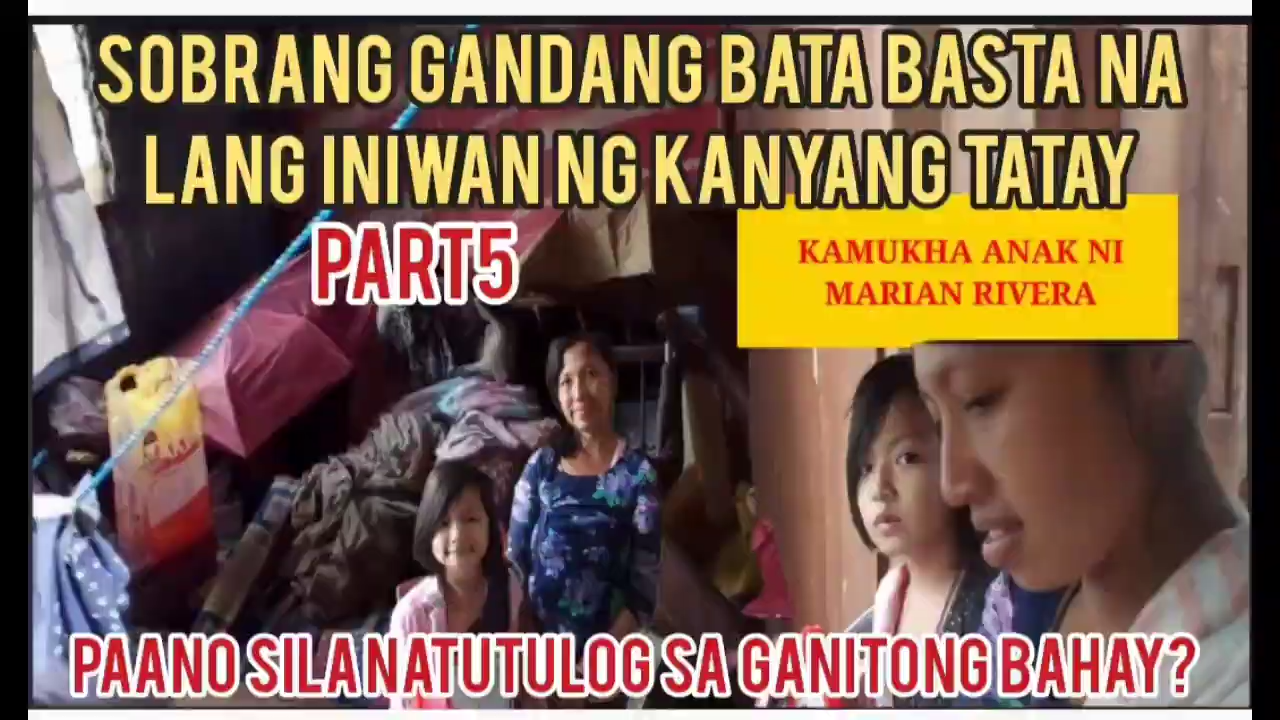 SOBRANG GANDANG BATA BASTA NA
LANG INIWAN NG KANYANG TATAY
PART5
KAMUKHA ANAK NI
MARIAN RIVERA
PAANO SILA NATUTULOG SA GANITONG BAHAY?